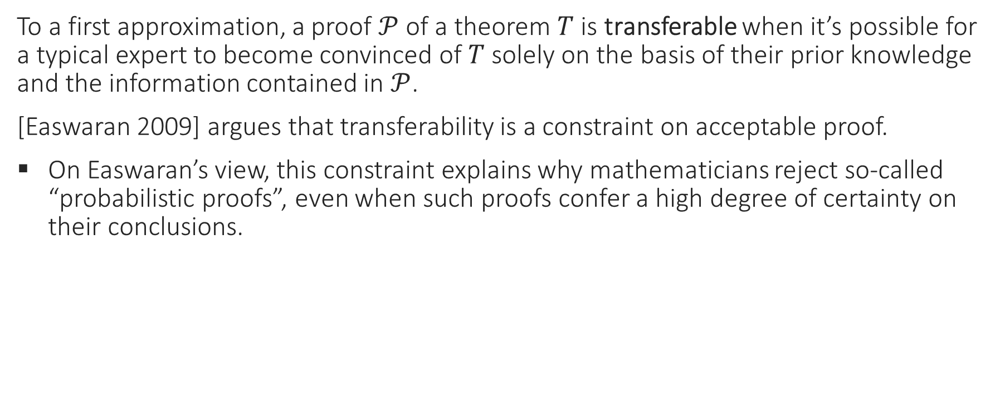 To a first approximation, a proof 𝒫 of a theorem 𝑇 is transferable when it’s possible for
a typical expert to become convinced of 𝑇 solely on the basis of their prior knowledge
and the information contained in 𝒫.
[Easwaran 2009] argues that transferability is a constraint on acceptable proof.
▪ On Easwaran’s view, this constraint explains why mathematicians reject so-called
“probabilistic proofs”, even when such proofs confer a high degree of certainty on
their conclusions.